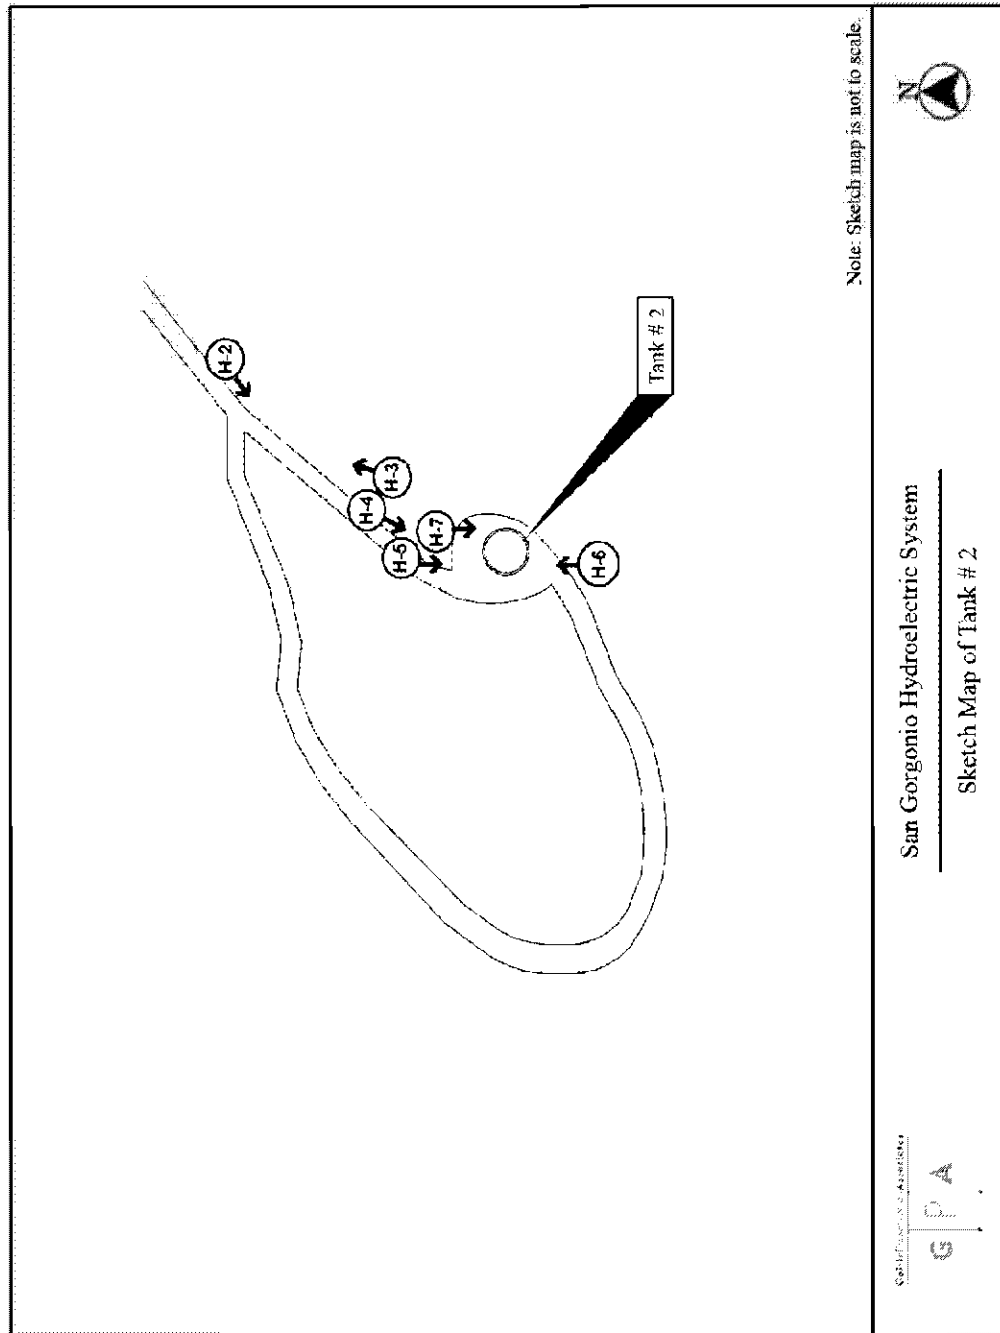 H-2
H-3
H-4
H-5
H-7
H-6
Tank # 2
Note: Sketch map is not to scale.
N
San Gorgonio Hydroelectric System
Sketch Map of Tank # 2
G P A